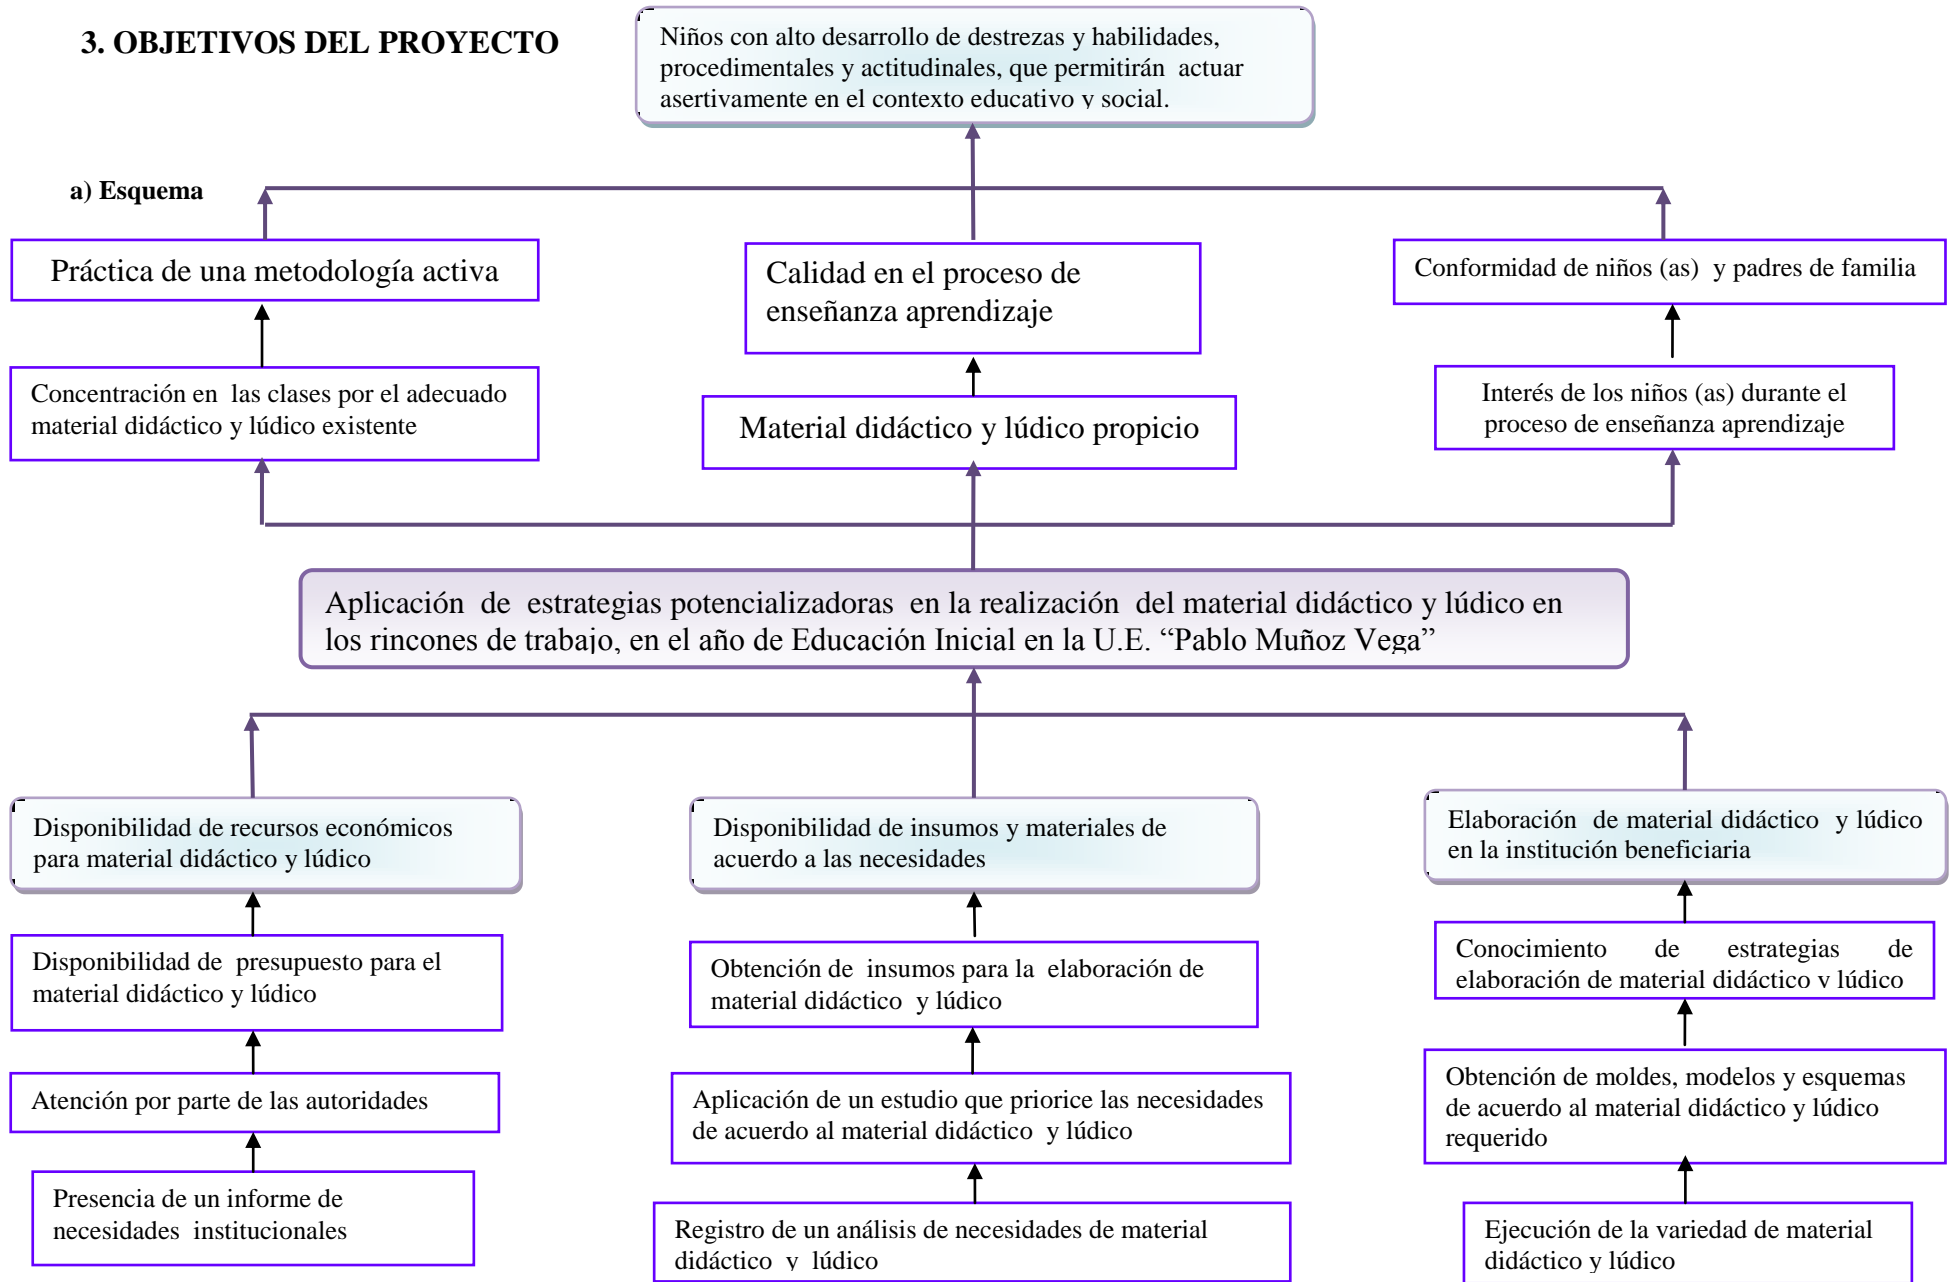 3. OBJETIVOS DEL PROYECTO
Niños con alto desarrollo de destrezas y habilidades,
procedimentales y actitudinales, que permitirán actuar
asertivamente en el contexto educativo y social.
a) Esquema
Práctica de una metodología activa
Calidad en el proceso de
enseñanza aprendizaje
Conformidad de niños (as) y padres de familia
Concentración en las clases por el adecuado
material didáctico y lúdico existente
Material didáctico y lúdico propicio
Interés de los niños (as) durante el
proceso de enseñanza aprendizaje
Aplicación de estrategias potencializadoras en la realización del material didáctico y lúdico en
los rincones de trabajo, en el año de Educación Inicial en la U.E. “Pablo Muñoz Vega”
Disponibilidad de recursos económicos
para material didáctico y lúdico
Disponibilidad de insumos y materiales de
acuerdo a las necesidades
Elaboración de material didáctico y lúdico
en la institución beneficiaria
Disponibilidad de presupuesto para el
material didáctico y lúdico
Obtención de insumos para la elaboración de
material didáctico y lúdico
Conocimiento de estrategias de
elaboración de material didáctico y lúdico
Atención por parte de las autoridades
Aplicación de un estudio que priorice las necesidades
de acuerdo al material didáctico y lúdico
Obtención de moldes, modelos y esquemas
de acuerdo al material didáctico y lúdico
requerido
Presencia de un informe de
necesidades institucionales
Registro de un análisis de necesidades de material
didáctico y lúdico
Ejecución de la variedad de material
didáctico y lúdico